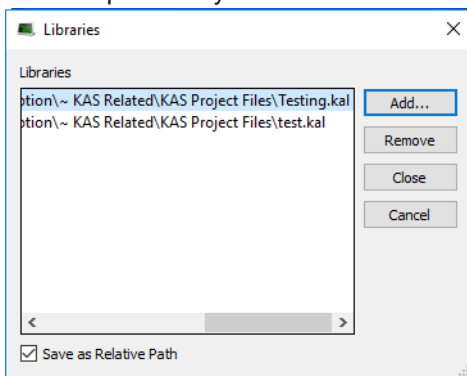 Libraries
Libraries
ption\~ KAS Related\KAS Project Files\Testing.kal
ption\~ KAS Related\KAS Project Files\test.kal
Add...
Remove
Close
Cancel
Save as Relative Path